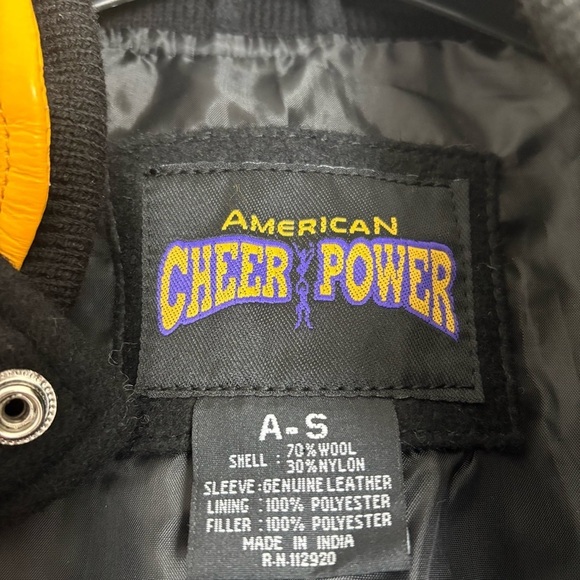 AMERICAN
CHEER POWER
A-S
SHELL : 70%WOOL
30%NYLON
SLEEVE:GENUINE LEATHER
LINING : 100% POLYESTER
FILLER : 100% POLYESTER
MADE IN INDIA
R-N-112920